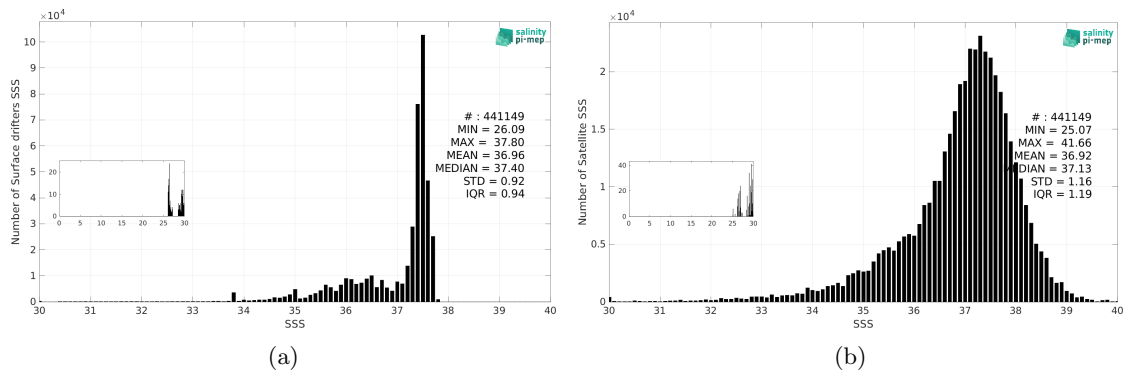 ×10⁴
10
9
8
7
6
5
4
3
2
1
0
30 31 32 33 34 35 36 37 38 39 40
SSS
Number of Surface drifters SSS
salinity
pi-mep
# : 441149
MIN = 26.09
MAX = 37.80
MEAN = 36.96
MEDIAN = 37.40
STD = 0.92
IQR = 0.94
20
10
0
0 5 10 15 20 25 30
(a)
×10⁴
2
1.5
1
0.5
0
30 31 32 33 34 35 36 37 38 39 40
SSS
Number of Satellite SSS
salinity
pi-mep
# : 441149
MIN = 25.07
MAX = 41.66
MEAN = 36.92
MEDIAN = 37.13
STD = 1.16
IQR = 1.19
40
20
0
0 5 10 15 20 25 30
(b)